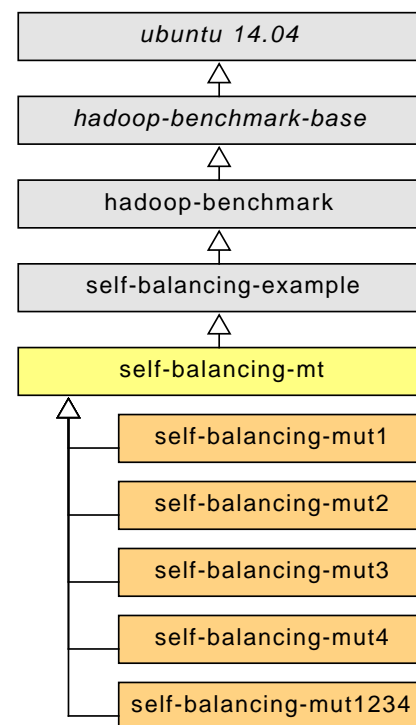 ubuntu 14.04
hadoop-benchmark-base
hadoop-benchmark
self-balancing-example
self-balancing-mt
self-balancing-mut1
self-balancing-mut2
self-balancing-mut3
self-balancing-mut4
self-balancing-mut1234